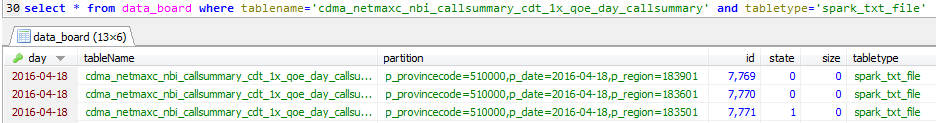 30 select * from data_board where tablename='cdma_netmaxc_nbi_callsummary_cdt_1x_qoe_day_callsummary' and tabletype='spark_txt_file'
data_board (13×6)
day tableName partition id state size tabletype
2016-04-18 cdma_netmaxc_nbi_callsummary_cdt_1x_qoe_day_callsu... p_provincecode=510000,p_date=2016-04-18,p_region=183901 7,769 0 0 spark_txt_file
2016-04-18 cdma_netmaxc_nbi_callsummary_cdt_1x_qoe_day_callsu... p_provincecode=510000,p_date=2016-04-18,p_region=183601 7,770 0 0 spark_txt_file
2016-04-18 cdma_netmaxc_nbi_callsummary_cdt_1x_qoe_day_callsu... p_provincecode=510000,p_date=2016-04-18,p_region=183501 7,771 1 0 spark_txt_file